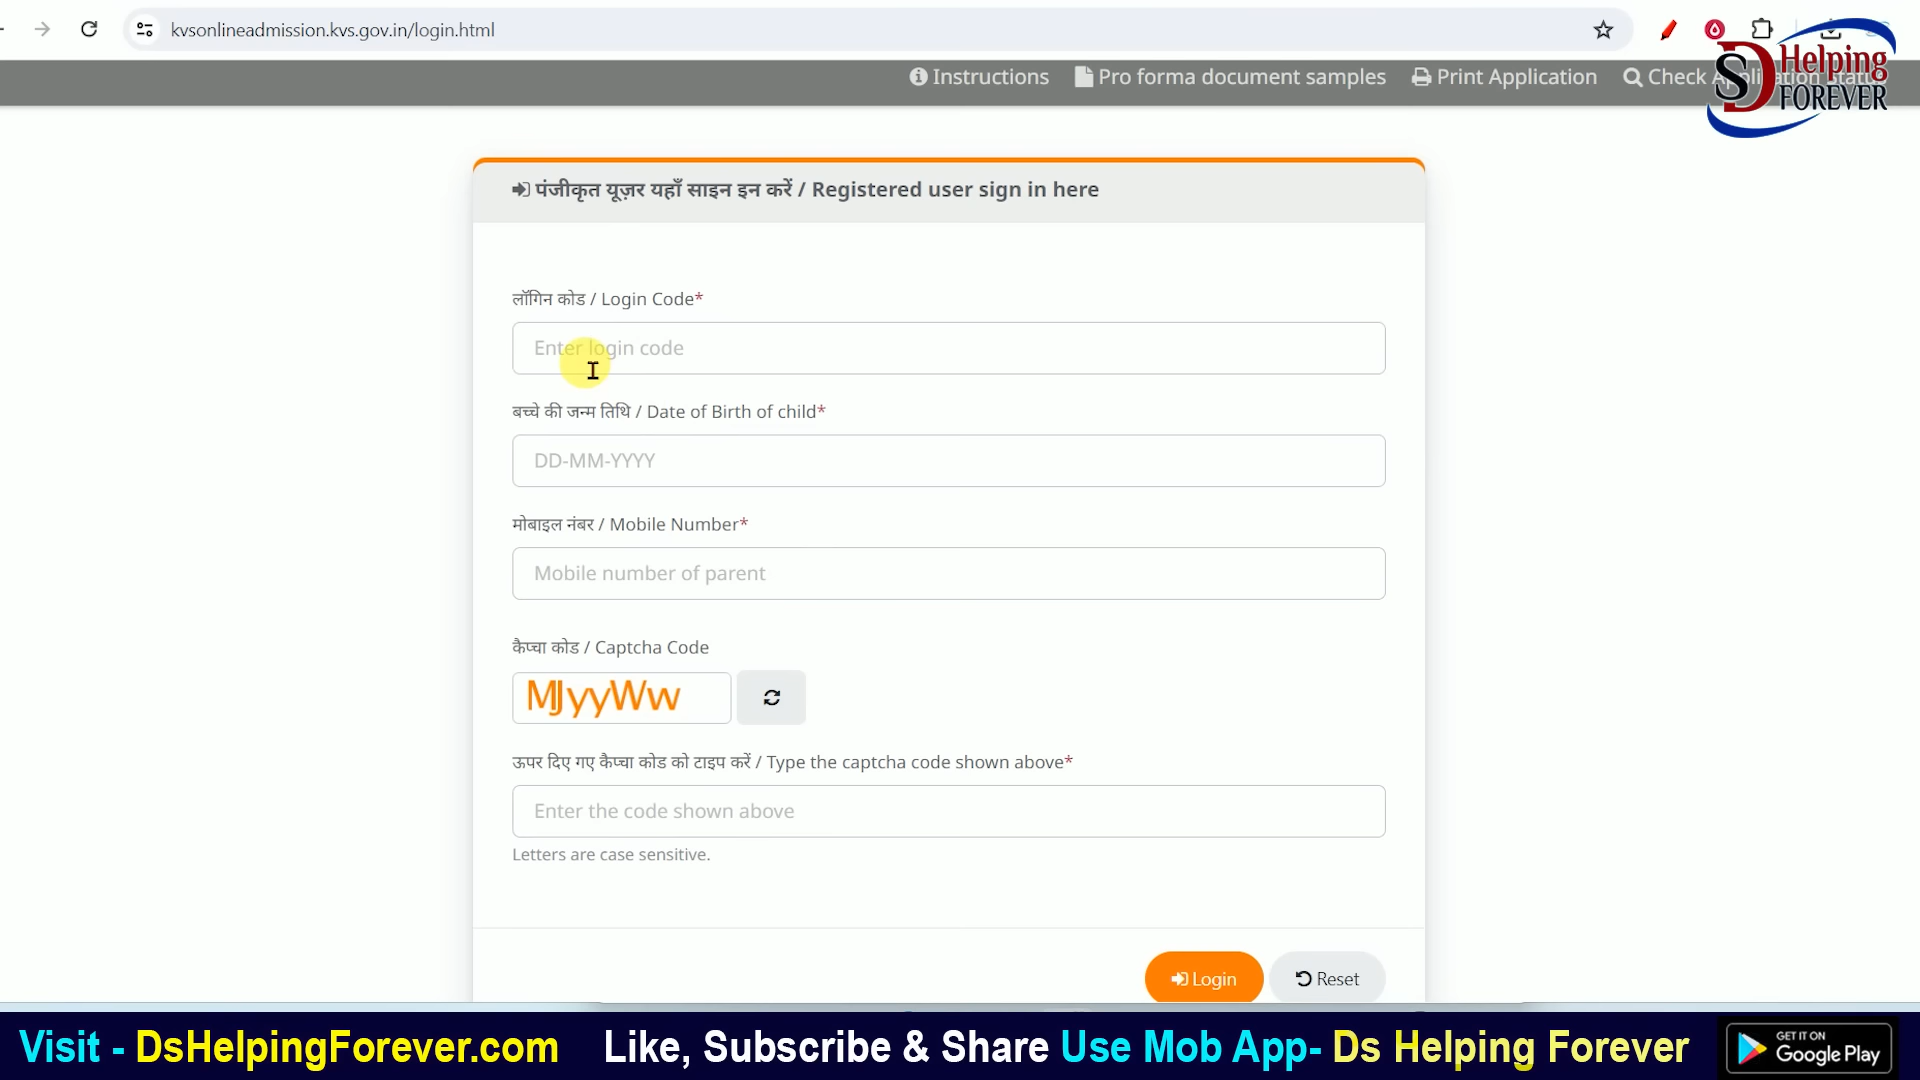 kvsonlineadmission.kvs.gov.in/login.html
Instructions Pro forma document samples Print Application Check Application Status
SD Helping
FOREVER
पंजीकृत यूज़र यहाँ साइन इन करें / Registered user sign in here
लॉगिन कोड / Login Code*
Enter login code
बच्चे की जन्म तिथि / Date of Birth of child*
DD-MM-YYYY
मोबाइल नंबर / Mobile Number*
Mobile number of parent
कैप्चा कोड / Captcha Code
MJyyWw
ऊपर दिए गए कैप्चा कोड को टाइप करें / Type the captcha code shown above*
Enter the code shown above
Letters are case sensitive.
Login Reset
Visit - DsHelpingForever.com Like, Subscribe & Share Use Mob App- Ds Helping Forever
GET IT ON
Google Play